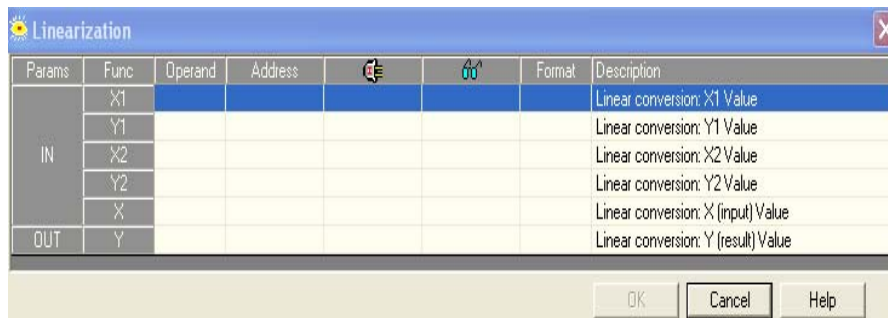 Linearization
Params Func Operand Address Format Description
X1 Linear conversion: X1 Value
Y1 Linear conversion: Y1 Value
IN X2 Linear conversion: X2 Value
Y2 Linear conversion: Y2 Value
X Linear conversion: X (input) Value
OUT Y Linear conversion: Y (result) Value
OK Cancel Help